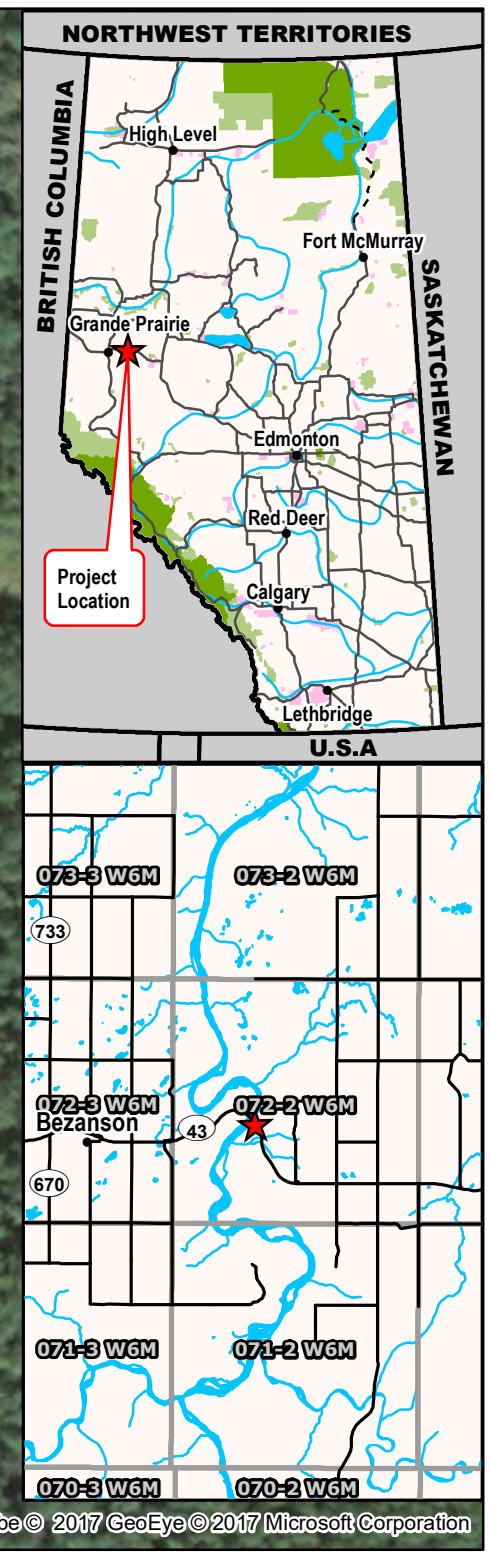 NORTHWEST TERRITORIES
BRITISH COLUMBIA
High Level
Fort McMurray
SASKATCHEWAN
Grande Prairie
Edmonton
Red Deer
Project
Location
Calgary
Lethbridge
U.S.A
073-3 W6M
073-2 W6M
733
072-3 W6M
072-2 W6M
Bezanson
43
670
071-3 W6M
071-2 W6M
070-3 W6M
070-2 W6M
© 2017 GeoEye © 2017 Microsoft Corporation